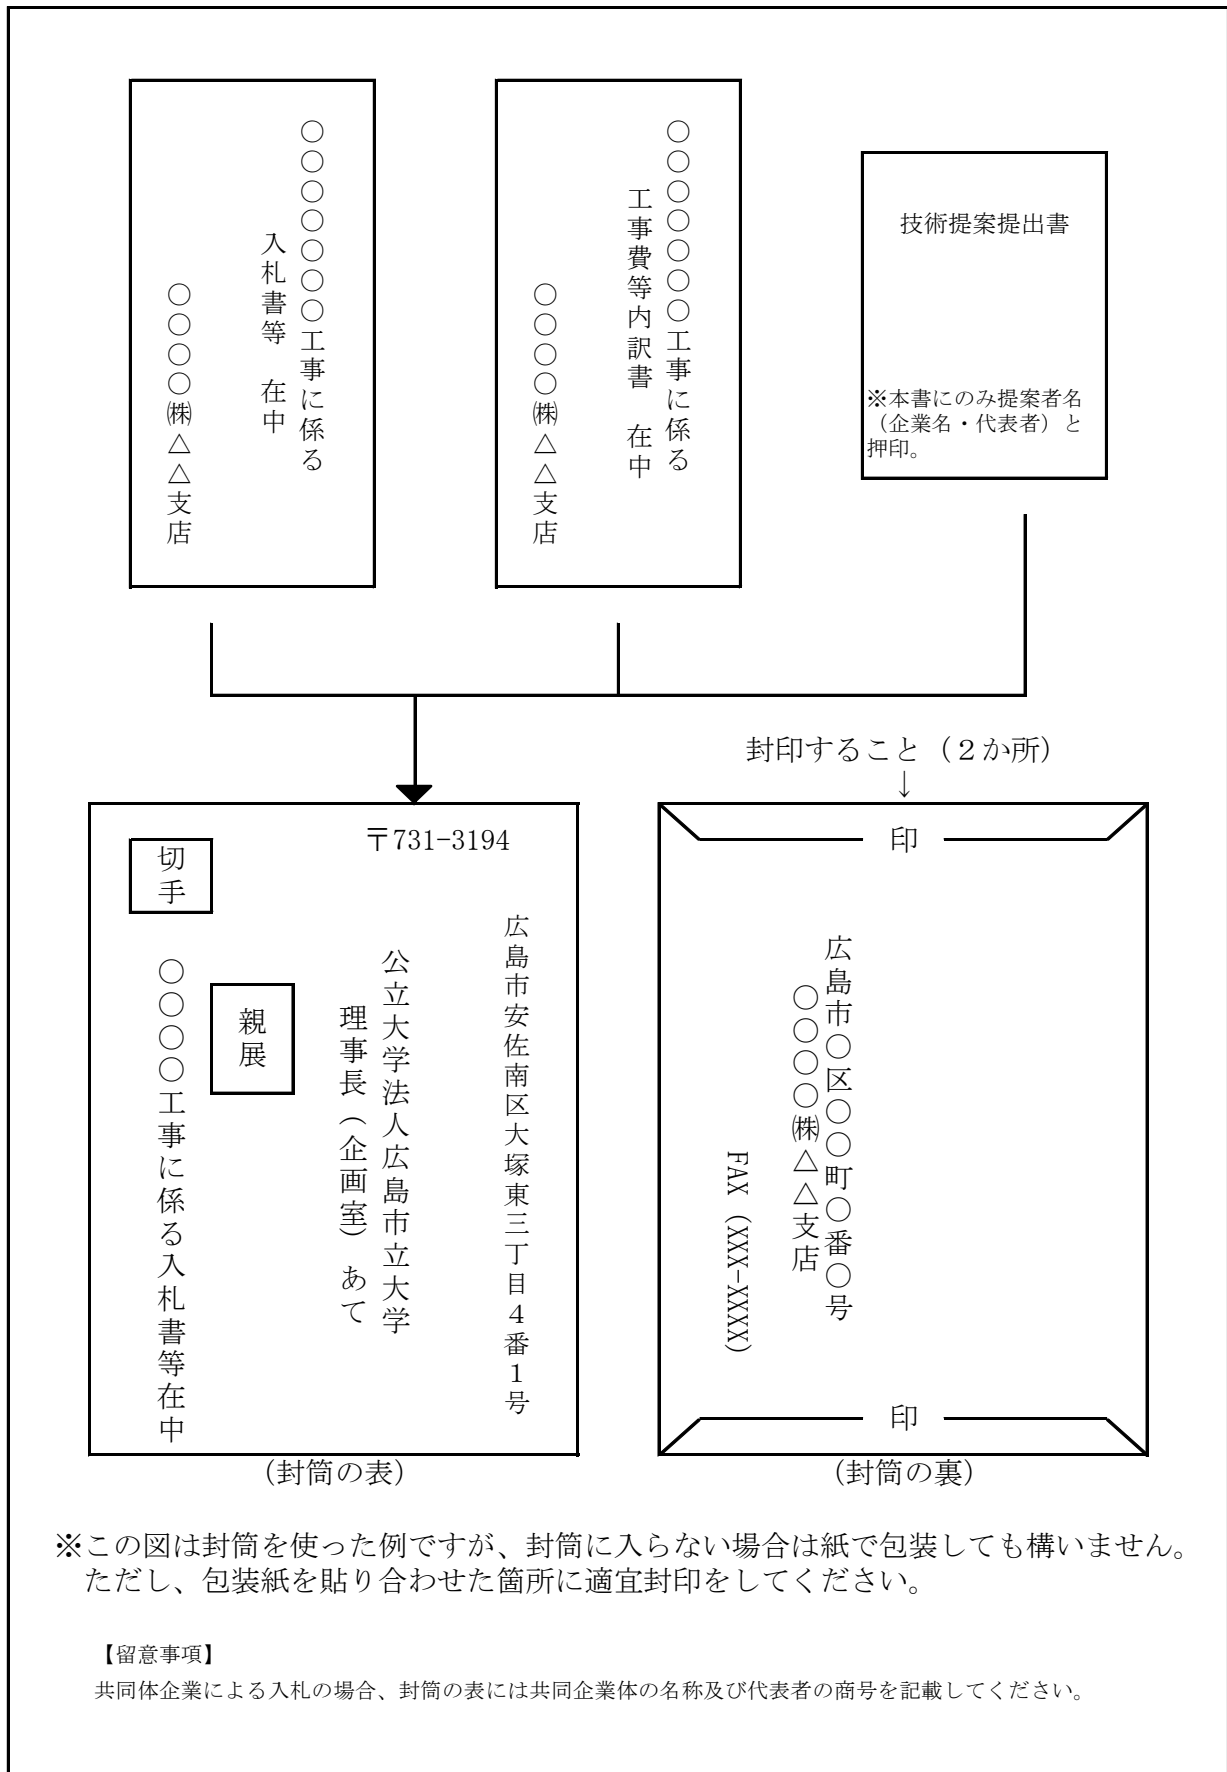 ○○○○○○○工事に係る
入札書等　在中
○○○○㈱△△支店
○○○○○○○工事に係る
工事費等内訳書　在中
○○○○㈱△△支店
技術提案提出書
※本書にのみ提案者名
（企業名・代表者）と
押印。
封印すること（２か所）
↓
切手
〒731-3194
広島市安佐南区大塚東三丁目４番１号
公立大学法人広島市立大学
理事長（企画室）　あて
親展
○○○○工事に係る入札書等在中
(封筒の表)
印
広島市○区○○町○番○号
○○○○㈱△△支店
FAX (XXX-XXXX)
印
(封筒の裏)
※この図は封筒を使った例ですが、封筒に入らない場合は紙で包装しても構いません。
ただし、包装紙を貼り合わせた箇所に適宜封印をしてください。
【留意事項】
共同体企業による入札の場合、封筒の表には共同企業体の名称及び代表者の商号を記載してください。